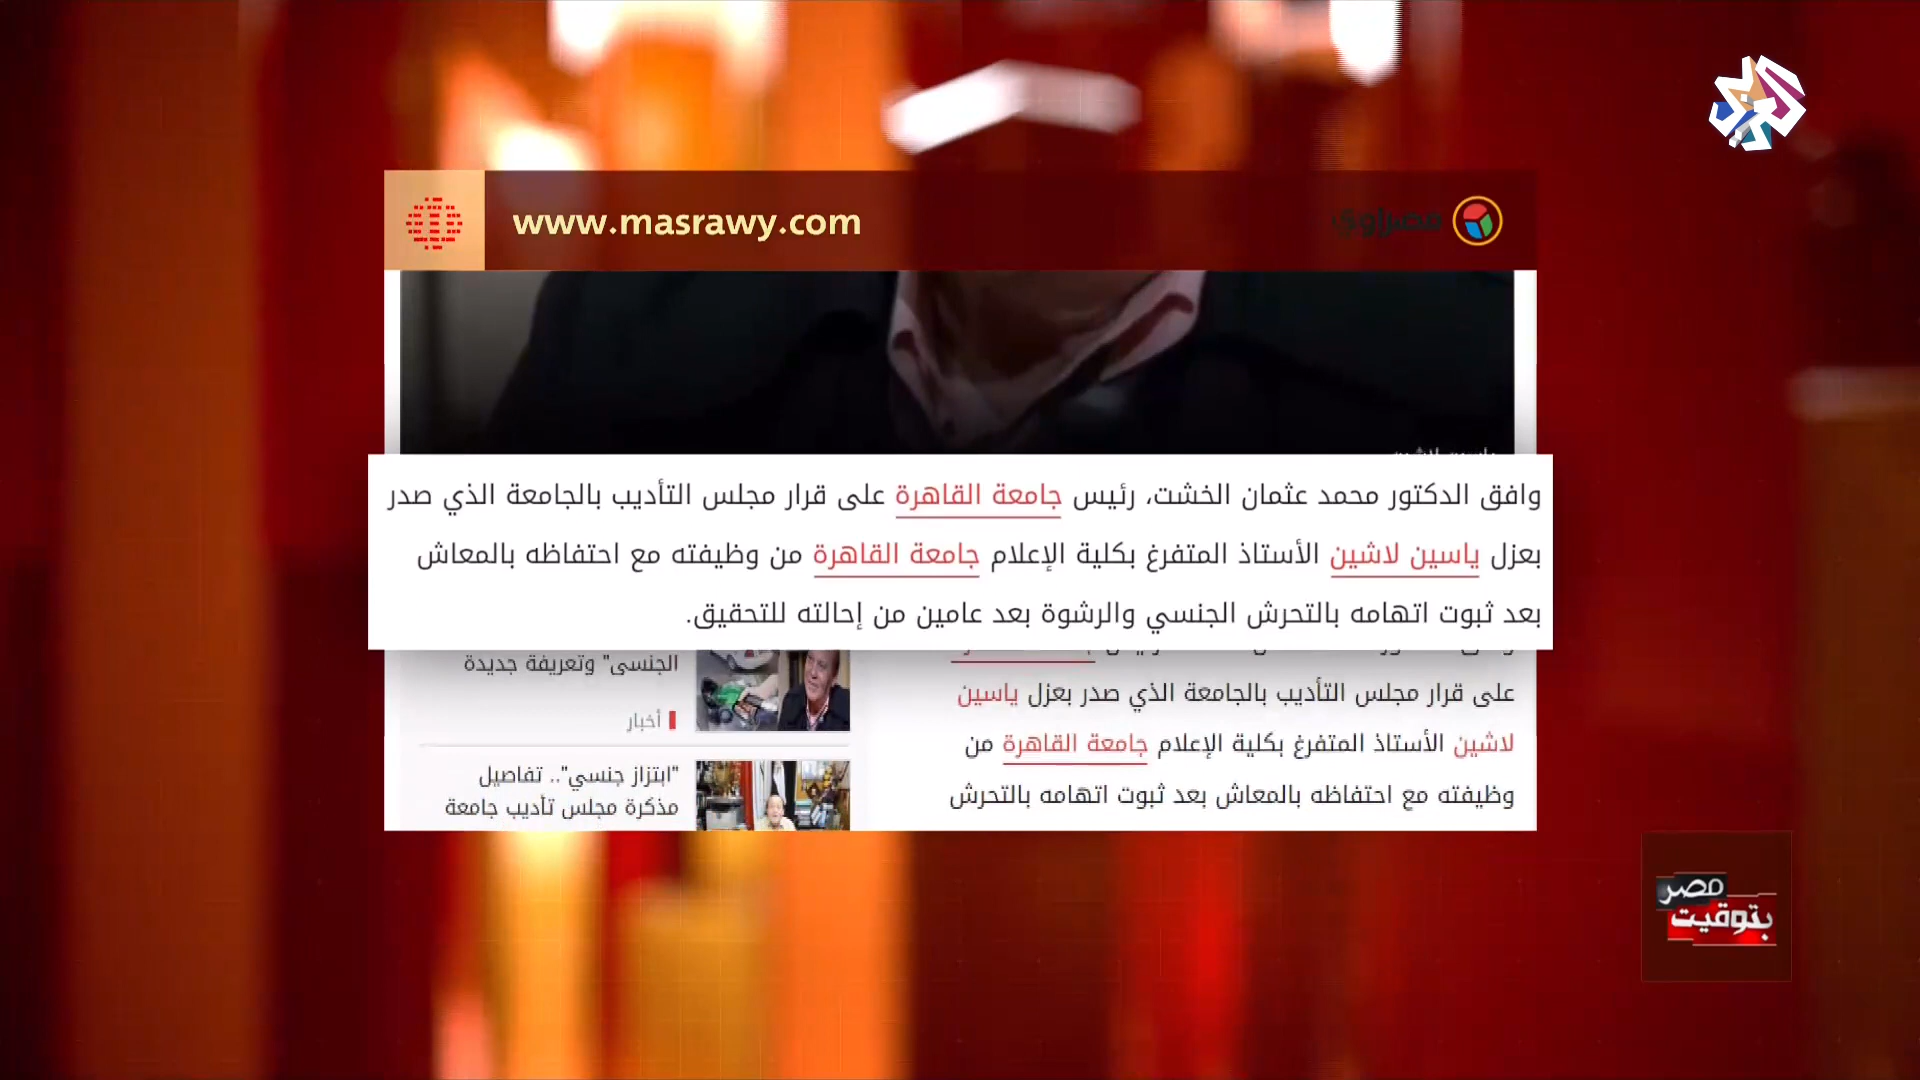 www.masrawy.com
مصراوي
ياسين لاشين
وافق الدكتور محمد عثمان الخشت، رئيس جامعة القاهرة على قرار مجلس التأديب بالجامعة الذي صدر
بعزل ياسين لاشين الأستاذ المتفرغ بكلية الإعلام جامعة القاهرة من وظيفته مع احتفاظه بالمعاش
بعد ثبوت اتهامه بالتحرش الجنسي والرشوة بعد عامين من إحالته للتحقيق.
على قرار مجلس التأديب بالجامعة الذي صدر بعزل ياسين
لاشين الأستاذ المتفرغ بكلية الإعلام جامعة القاهرة من
وظيفته مع احتفاظه بالمعاش بعد ثبوت اتهامه بالتحرش
الجنسي" وتعريفة جديدة
أخبار
"ابتزاز جنسي".. تفاصيل
مذكرة مجلس تأديب جامعة
مصر
بتوقيت